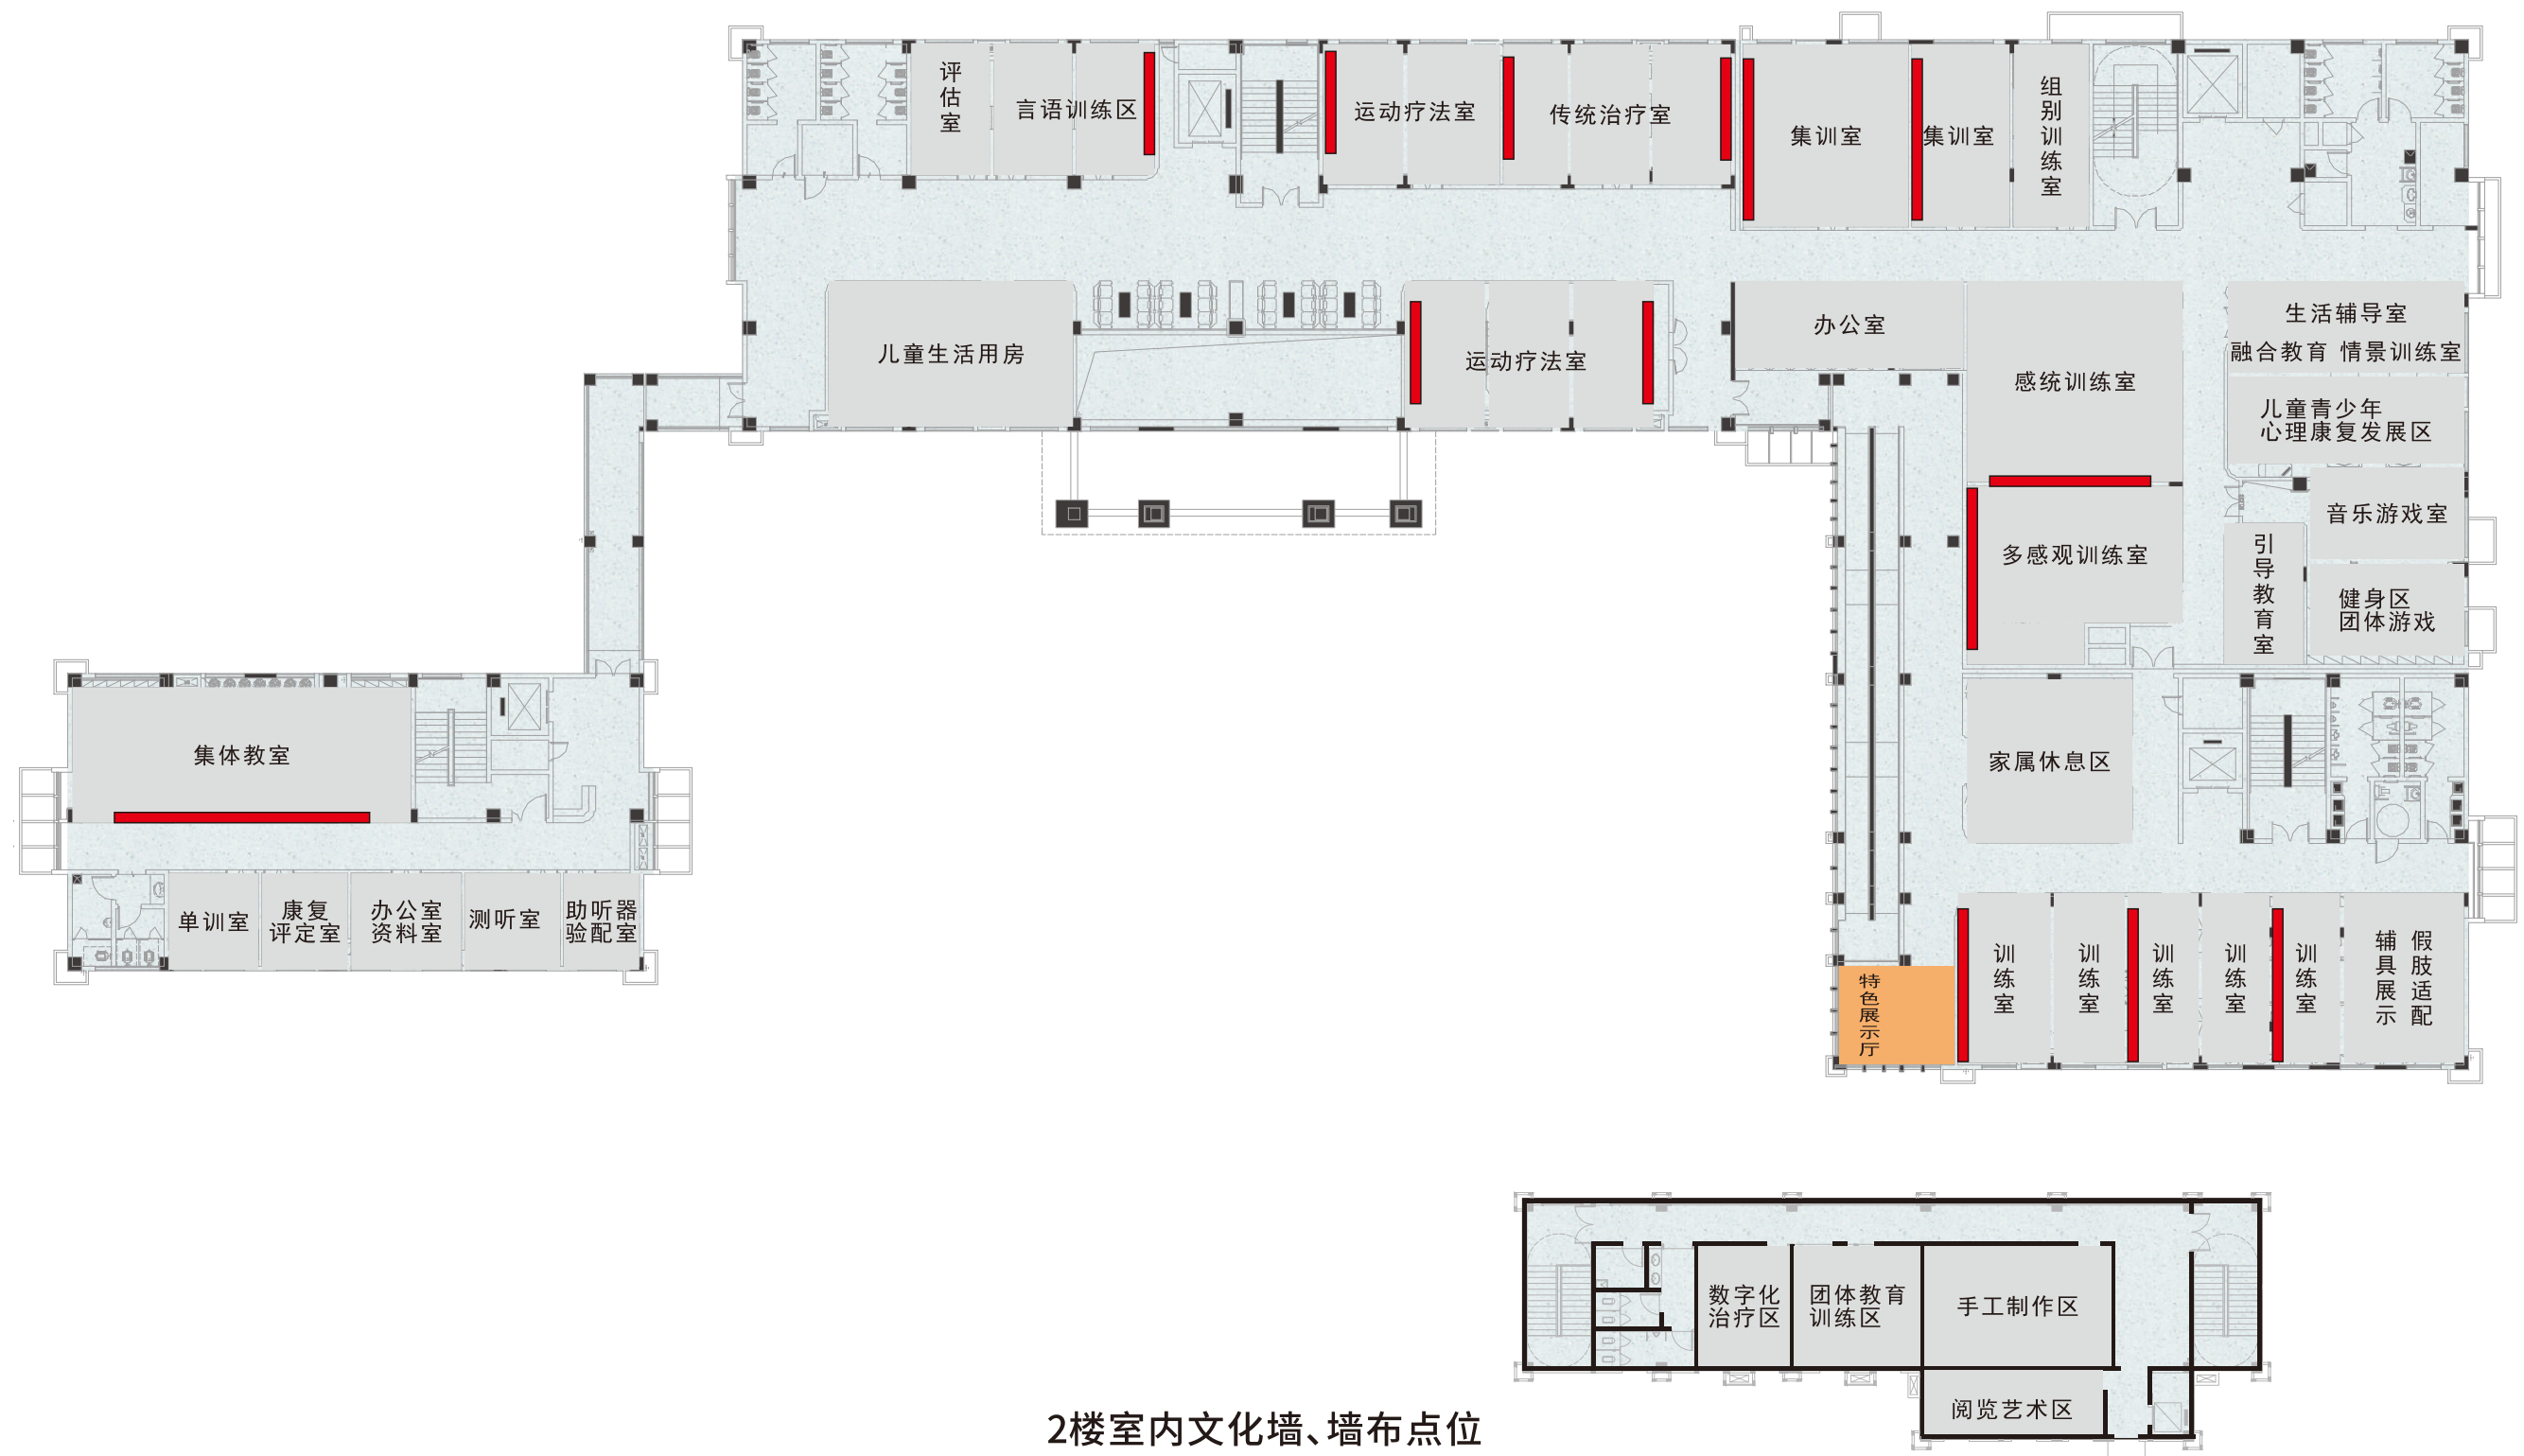 评估室
言语训练区
运动疗法室
传统治疗室
集训室
集训室
组别训练室
儿童生活用房
运动疗法室
办公室
感统训练室
生活辅导室
融合教育 情景训练室
儿童青少年
心理康复发展区
音乐游戏室
多感观训练室
引导教育室
健身区
团体游戏
集体教室
家属休息区
单训室
康复
评定室
办公室
资料室
测听室
助听器
验配室
特色展示厅
训练室
训练室
训练室
训练室
训练室
辅具展示
假肢适配
数字化
治疗区
团体教育
训练区
手工制作区
阅览艺术区
2楼室内文化墙、墙布点位